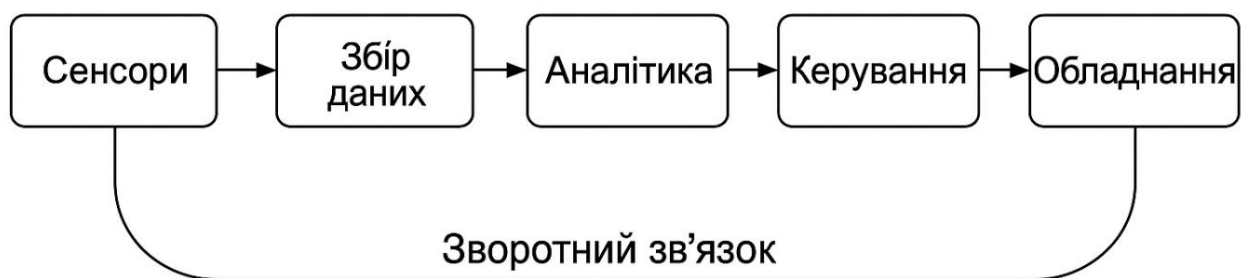 Сенсори
Збір
даних
Аналітика
Керування
Обладнання
Зворотний зв'язок